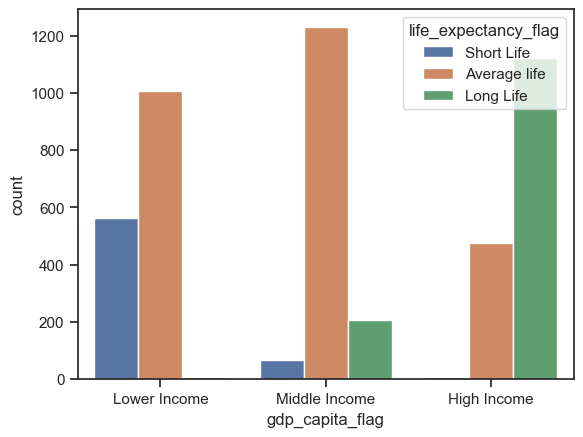 life_expectancy_flag
Short Life
Average life
Long Life
count
1200
1000
800
600
400
200
0
Lower Income
Middle Income
High Income
gdp_capita_flag